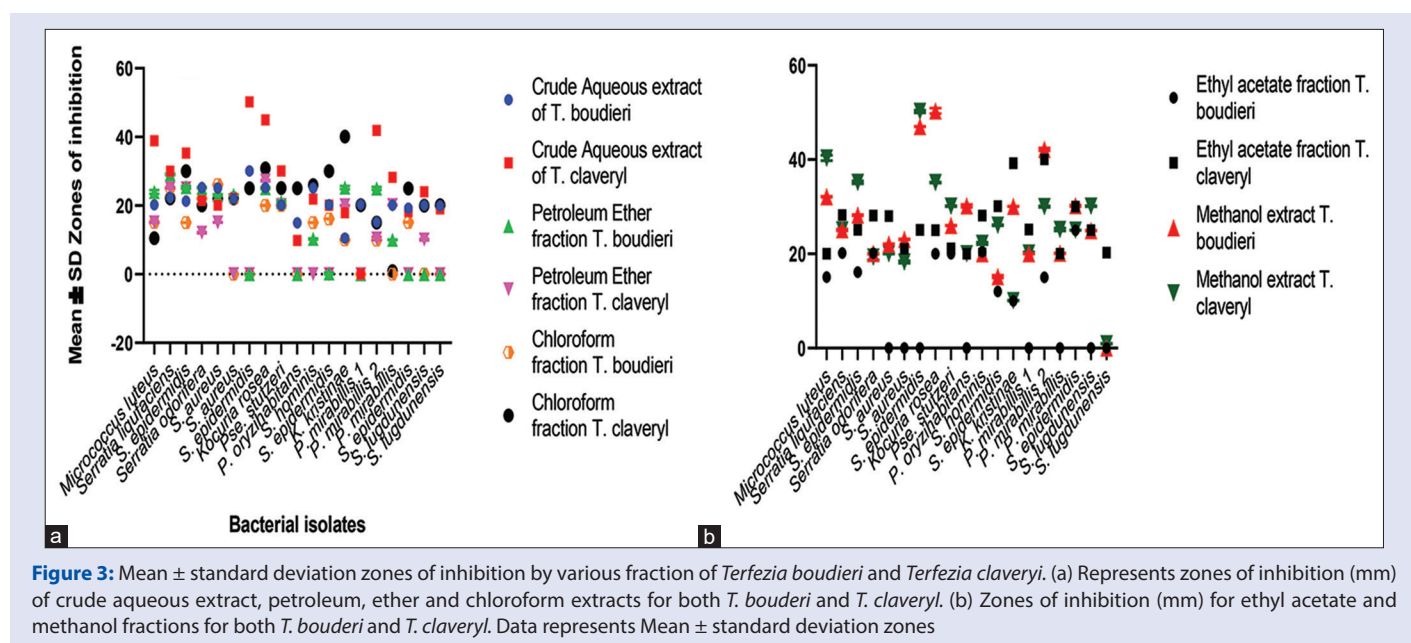 Mean ± SD Zones of inhibition
60
40
20
0
-20
Micrococcus luteus
Serratia liquifaciens
S. epidermidis
Serratia odorifera
S. aureus
S. aureus
S. epidermidis
Kocuria rosea
Pse. stutzeri
P. oryzihabitans
S. hominis
S. epidermidis
K. kristinae
P. mirabilis 1
P. mirabilis 2
P. mirabillis
S. epidermidis
S. lugdunensis
S. lugdunensis
Bacterial isolates
a
Crude Aqueous extract
of T. boudieri
Crude Aqueous extract
of T. claveryl
Petroleum Ether
fraction T. boudieri
Petroleum Ether
fraction T. claveryl
Chloroform
fraction T. boudieri
Chloroform
fraction T. claveryl
60
40
20
0
Micrococcus luteus
Serratia liquitaciens
S. epidermidis
Serratia odorifera
S. aureus
S. aureus
S. epidermidis
Kocuria rosea
Pse. stutzeri
P. oryzihabitans
S. hominis
S. epidermidis
K. kristinae
P. mirabilis 1
P. mirabilis 2
P. mirabillis
S. epidermidis
S. lugdunensis
S. lugdunensis
b
Ethyl acetate fraction T.
boudieri
Ethyl acetate fraction T.
claveryl
Methanol extract T.
boudieri
Methanol extract T.
claveryl
Figure 3: Mean ± standard deviation zones of inhibition by various fraction of Terfezia boudieri and Terfezia claveryi. (a) Represents zones of inhibition (mm)
of crude aqueous extract, petroleum, ether and chloroform extracts for both T. bouderi and T. claveryl. (b) Zones of inhibition (mm) for ethyl acetate and
methanol fractions for both T. bouderi and T. claveryl. Data represents Mean ± standard deviation zones